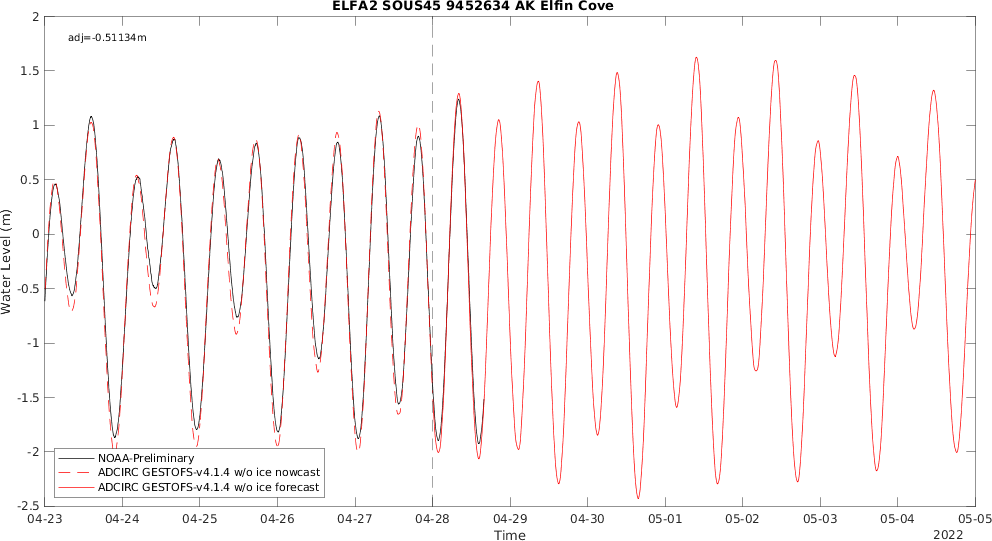 ELFA2 SOUS45 9452634 AK Elfin Cove
adj=-0.51134m
2
1.5
1
0.5
0
-0.5
-1
-1.5
-2
-2.5
Water Level (m)
NOAA-Preliminary
ADCIRC GESTOFS-v4.1.4 w/o ice nowcast
ADCIRC GESTOFS-v4.1.4 w/o ice forecast
04-23 04-24 04-25 04-26 04-27 04-28 04-29 04-30 05-01 05-02 05-03 05-04 05-05
Time
2022